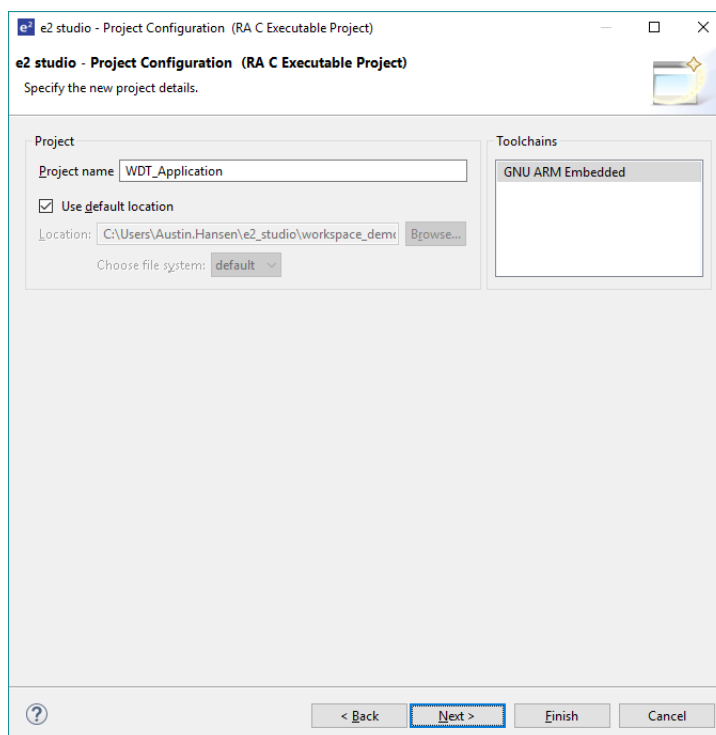 e2 e2 studio - Project Configuration (RA C Executable Project)
e2 studio - Project Configuration (RA C Executable Project)
Specify the new project details.
Project
Project name WDT_Application
Use default location
Location: C:\Users\Austin.Hansen\e2_studio\workspace_demo Browse...
Choose file system: default
Toolchains
GNU ARM Embedded
? < Back Next > Finish Cancel